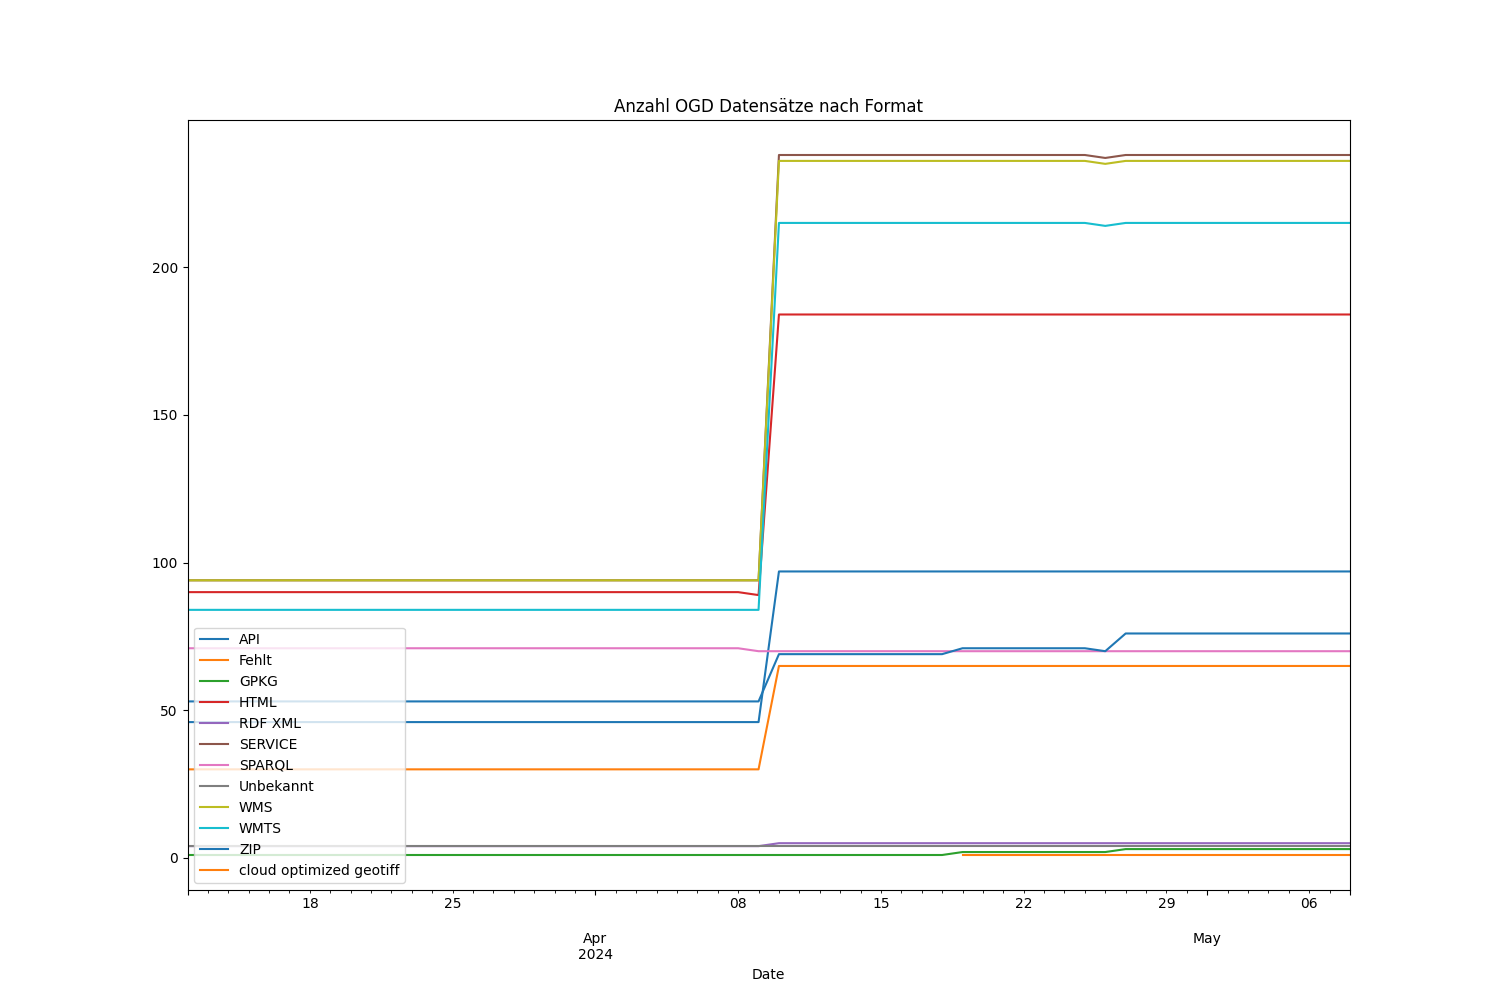 Anzahl OGD Datensätze nach Format
200
150
100
50
0
API
Fehlt
GPKG
HTML
RDF XML
SERVICE
SPARQL
Unbekannt
WMS
WMTS
ZIP
cloud optimized geotiff
18 25 08 15 22 29 06
Apr May
2024
Date